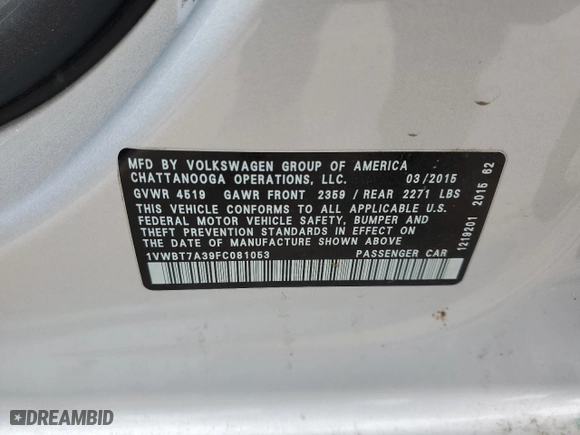 MFD BY VOLKSWAGEN GROUP OF AMERICA
CHATTANOOGA OPERATIONS, LLC. 03/2015
GVWR 4519 GAWR FRONT 2359 / REAR 2271 LBS
THIS VEHICLE CONFORMS TO ALL APPLICABLE U.S.
FEDERAL MOTOR VEHICLE SAFETY, BUMPER AND
THEFT PREVENTION STANDARDS IN EFFECT ON THE
DATE OF MANUFACTURE SHOWN ABOVE
1VWBT7A39FC081053 PASSENGER CAR
1219201 2015 62
DREAMBID